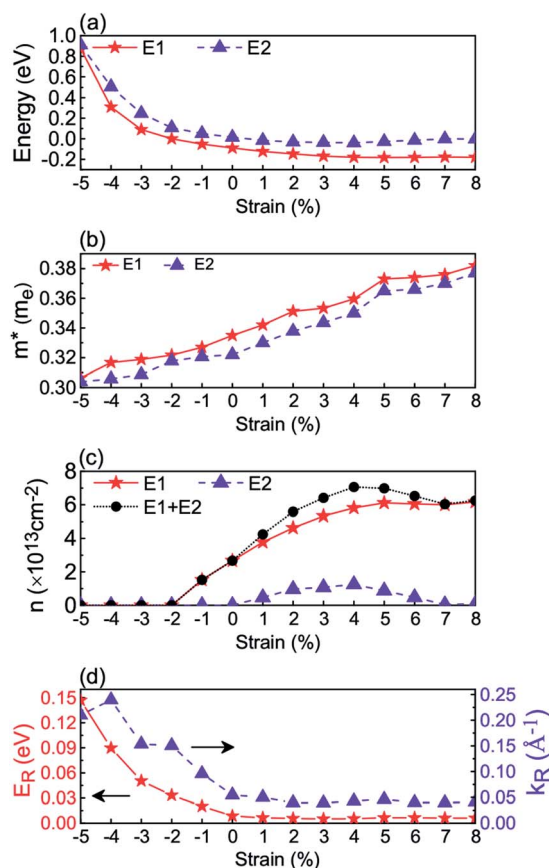 (a)
E1 E2
Energy (eV)
1.0
0.8
0.6
0.4
0.2
0.0
-0.2
-5 -4 -3 -2 -1 0 1 2 3 4 5 6 7 8
Strain (%)
(b)
E1 E2
m* (mₑ)
0.38
0.36
0.34
0.32
0.30
-5 -4 -3 -2 -1 0 1 2 3 4 5 6 7 8
Strain (%)
(c)
E1 E2
E1+E2
n (×10¹³cm⁻²)
8
6
4
2
0
-5 -4 -3 -2 -1 0 1 2 3 4 5 6 7 8
Strain (%)
(d)
E_R (eV)
0.15
0.12
0.09
0.06
0.03
0.00
k_R (Å⁻¹)
0.25
0.20
0.15
0.10
0.05
0.00
-5 -4 -3 -2 -1 0 1 2 3 4 5 6 7 8
Strain (%)